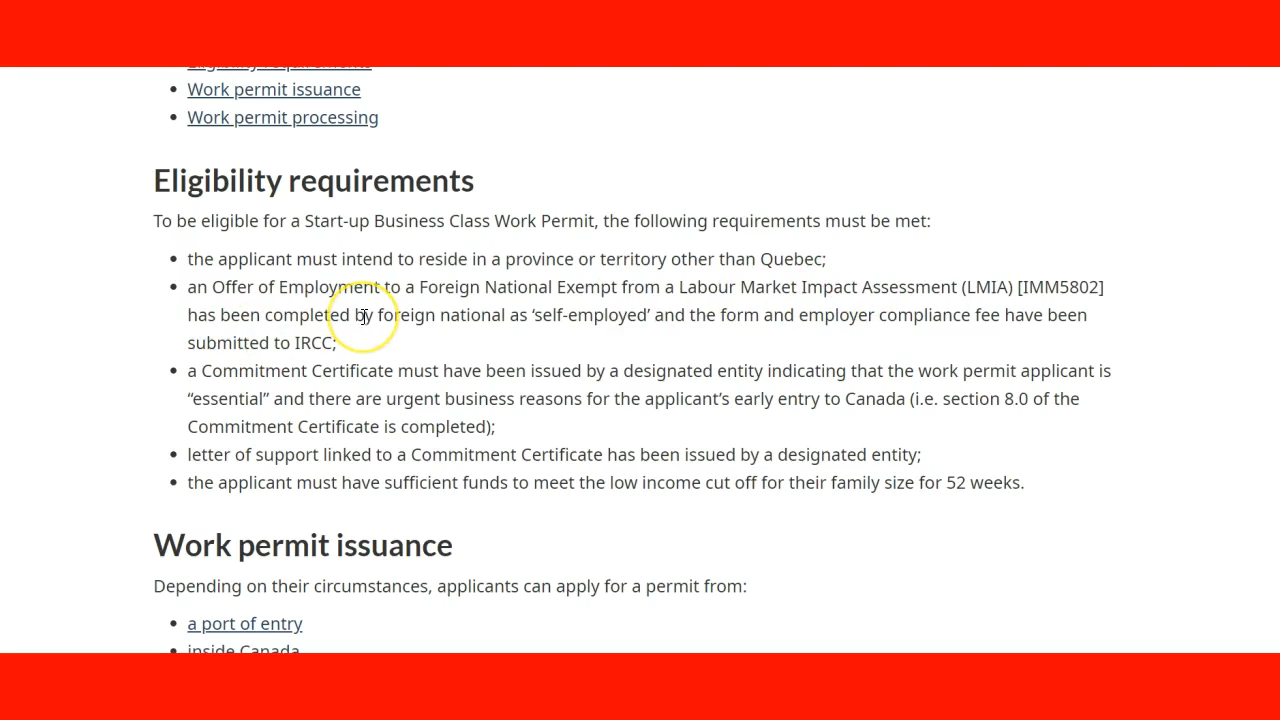 Eligibility requirements
Work permit issuance
Work permit processing
Eligibility requirements
To be eligible for a Start-up Business Class Work Permit, the following requirements must be met:
the applicant must intend to reside in a province or territory other than Quebec;
an Offer of Employment to a Foreign National Exempt from a Labour Market Impact Assessment (LMIA) [IMM5802]
has been completed by foreign national as ‘self-employed’ and the form and employer compliance fee have been
submitted to IRCC;
a Commitment Certificate must have been issued by a designated entity indicating that the work permit applicant is
“essential” and there are urgent business reasons for the applicant’s early entry to Canada (i.e. section 8.0 of the
Commitment Certificate is completed);
letter of support linked to a Commitment Certificate has been issued by a designated entity;
the applicant must have sufficient funds to meet the low income cut off for their family size for 52 weeks.
Work permit issuance
Depending on their circumstances, applicants can apply for a permit from:
a port of entry
inside Canada